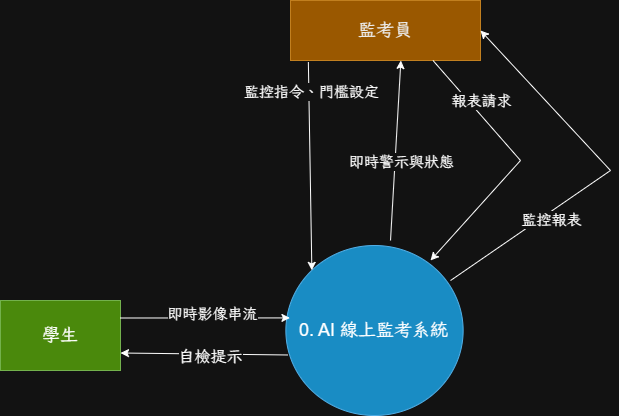 監考員
監控指令、門檻設定
報表請求
即時警示與狀態
監控報表
即時影像串流
學生
0. AI 線上監考系統
自檢提示